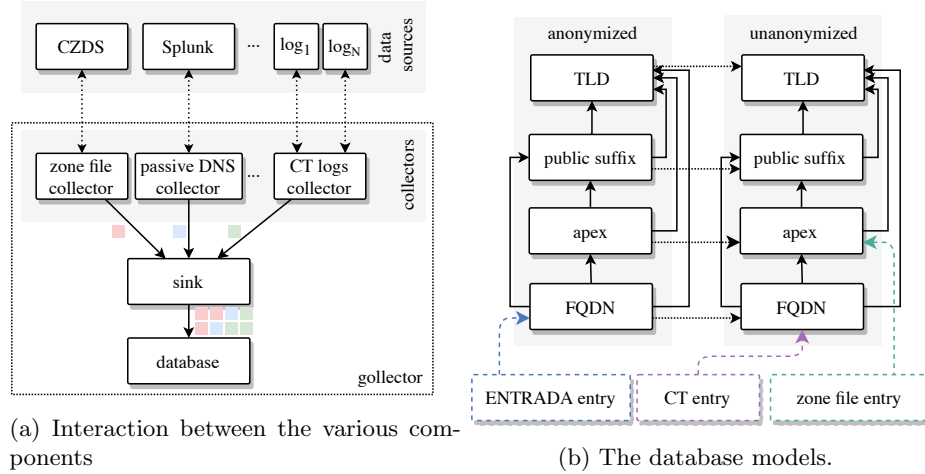 CZDS
Splunk
...
log1
logN
data
sources
zone file
collector
passive DNS
collector
...
CT logs
collector
collectors
sink
database
gollector
(a) Interaction between the various com-
ponents
anonymized
unanonymized
TLD
TLD
public suffix
public suffix
apex
apex
FQDN
FQDN
ENTRADA entry
CT entry
zone file entry
(b) The database models.